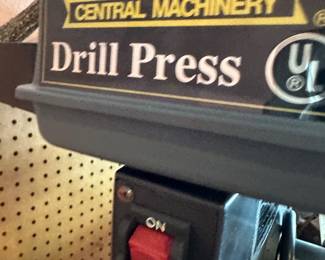 CENTRAL MACHINERY
®
Drill Press
UL
®
ON